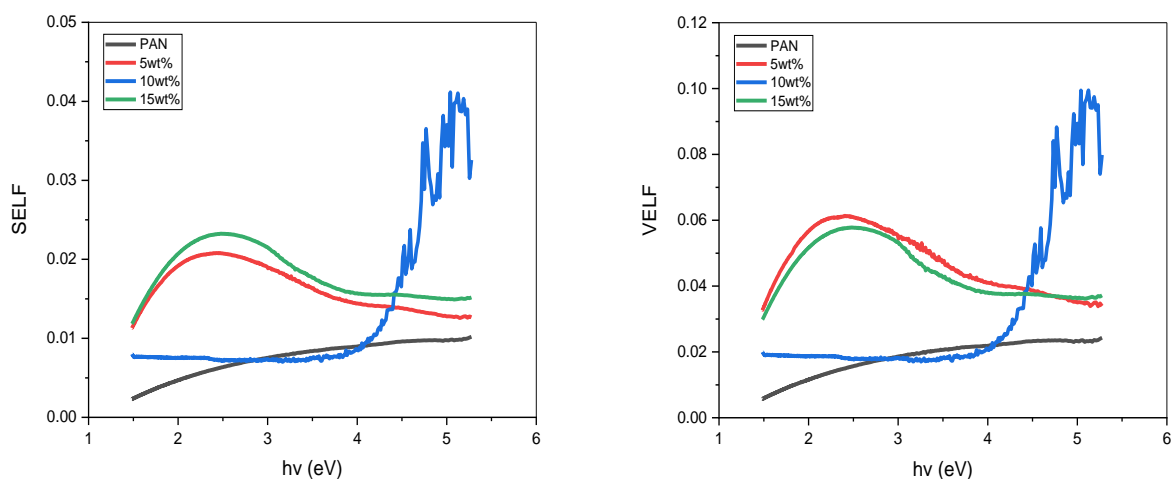 SELF
0.05
0.04
0.03
0.02
0.01
0.00
PAN
5wt%
10wt%
15wt%
1 2 3 4 5 6
hv (eV)
VELF
0.12
0.10
0.08
0.06
0.04
0.02
0.00
PAN
5wt%
10wt%
15wt%
1 2 3 4 5 6
hv (eV)